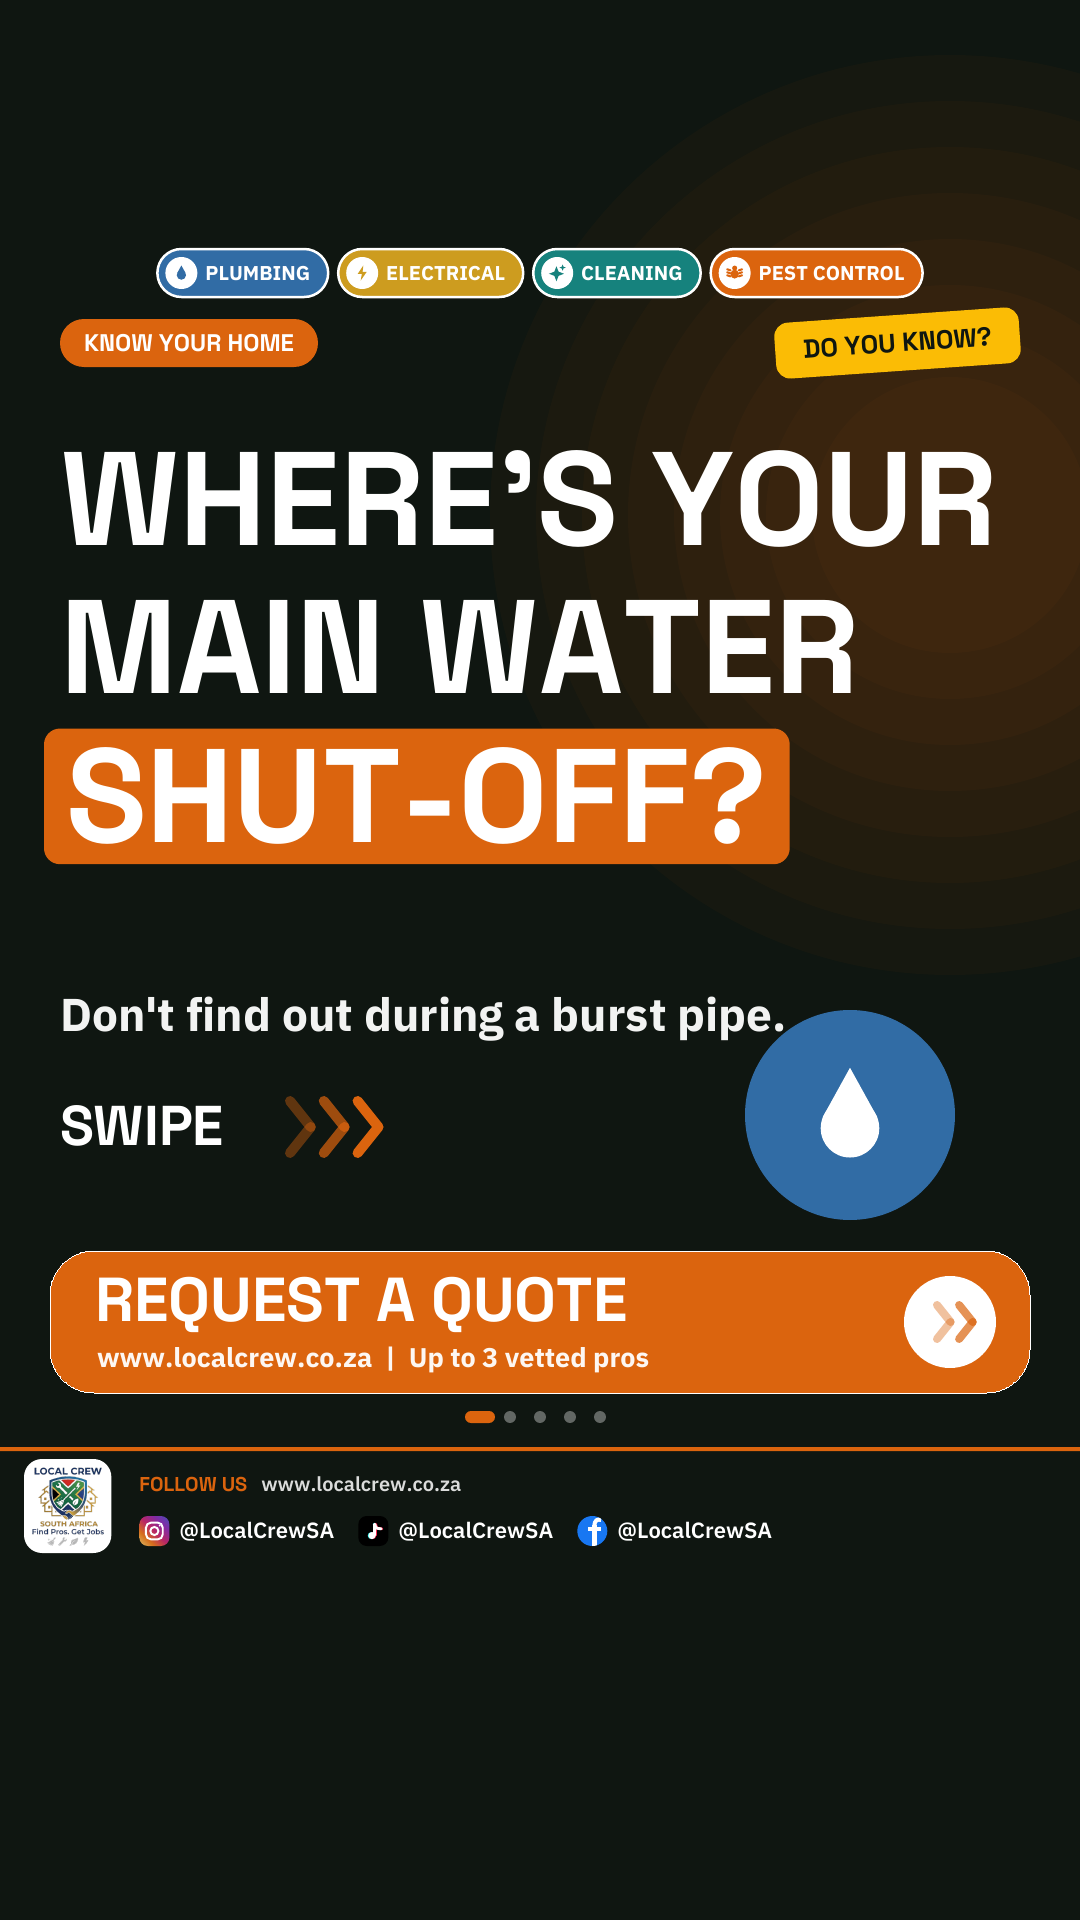 PLUMBING ELECTRICAL CLEANING PEST CONTROL
KNOW YOUR HOME DO YOU KNOW?
WHERE’S YOUR
MAIN WATER
SHUT-OFF?
Don't find out during a burst pipe.
SWIPE
REQUEST A QUOTE
www.localcrew.co.za | Up to 3 vetted pros
LOCAL CREW
SOUTH AFRICA
Find Pros. Get Jobs
FOLLOW US www.localcrew.co.za
@LocalCrewSA @LocalCrewSA @LocalCrewSA